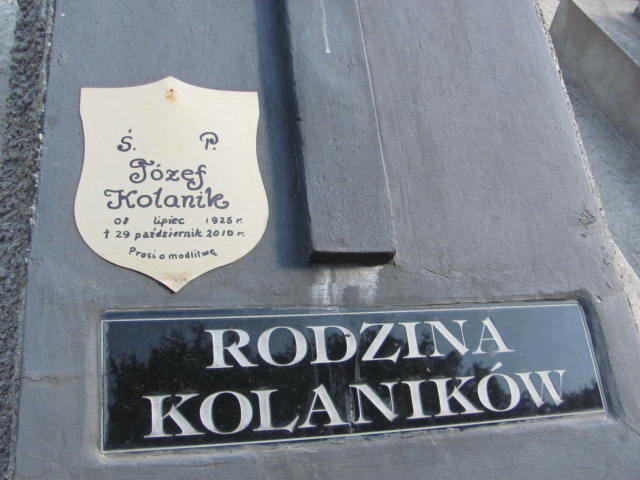 Ś. P.
Józef
Kolanik
08 lipiec 1925 r.
† 29 październik 2010 r.
Prosi o modlitwę
RODZINA
KOLANIKÓW